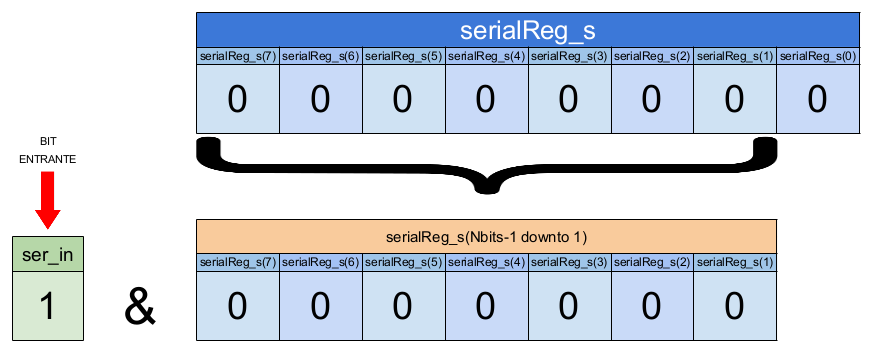 serialReg_s
serialReg_s(7) serialReg_s(6) serialReg_s(5) serialReg_s(4) serialReg_s(3) serialReg_s(2) serialReg_s(1) serialReg_s(0)
0 0 0 0 0 0 0 0
BIT
ENTRANTE
serialReg_s(Nbits-1 downto 1)
ser_in
serialReg_s(7) serialReg_s(6) serialReg_s(5) serialReg_s(4) serialReg_s(3) serialReg_s(2) serialReg_s(1)
1 & 0 0 0 0 0 0 0